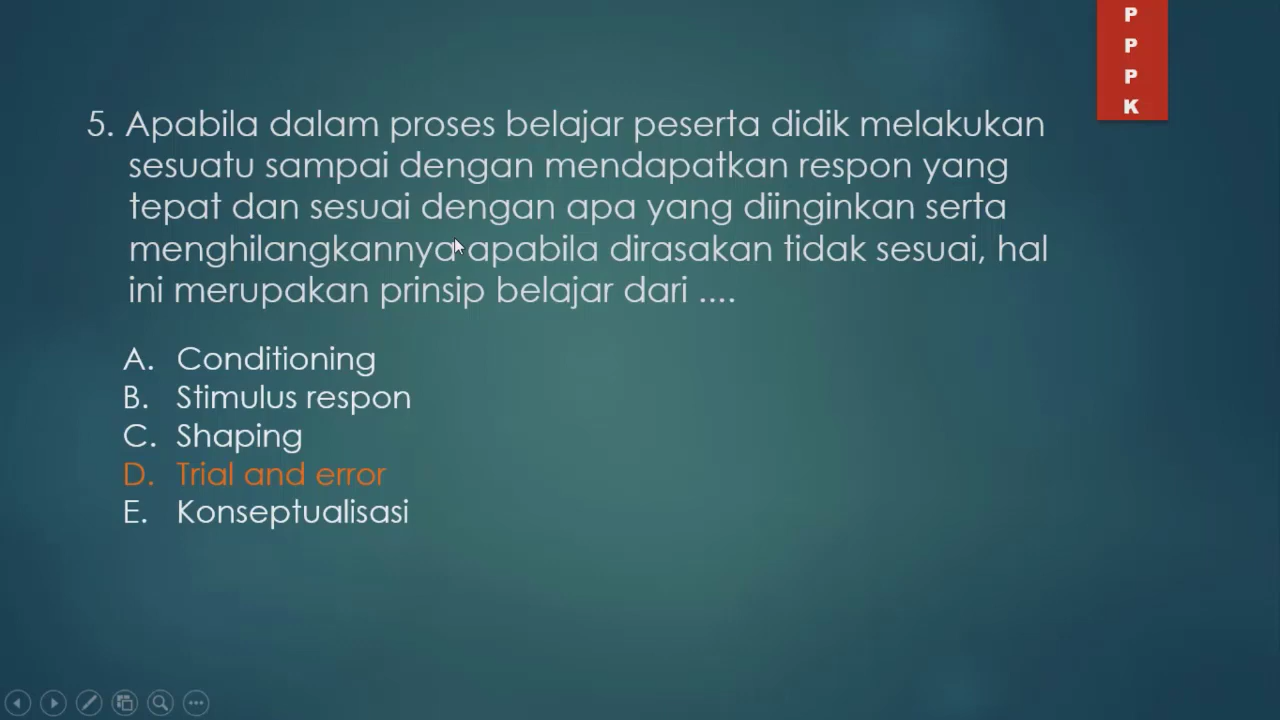 P
P
P
K
5. Apabila dalam proses belajar peserta didik melakukan
sesuatu sampai dengan mendapatkan respon yang
tepat dan sesuai dengan apa yang diinginkan serta
menghilangkannya apabila dirasakan tidak sesuai, hal
ini merupakan prinsip belajar dari ....
A. Conditioning
B. Stimulus respon
C. Shaping
D. Trial and error
E. Konseptualisasi